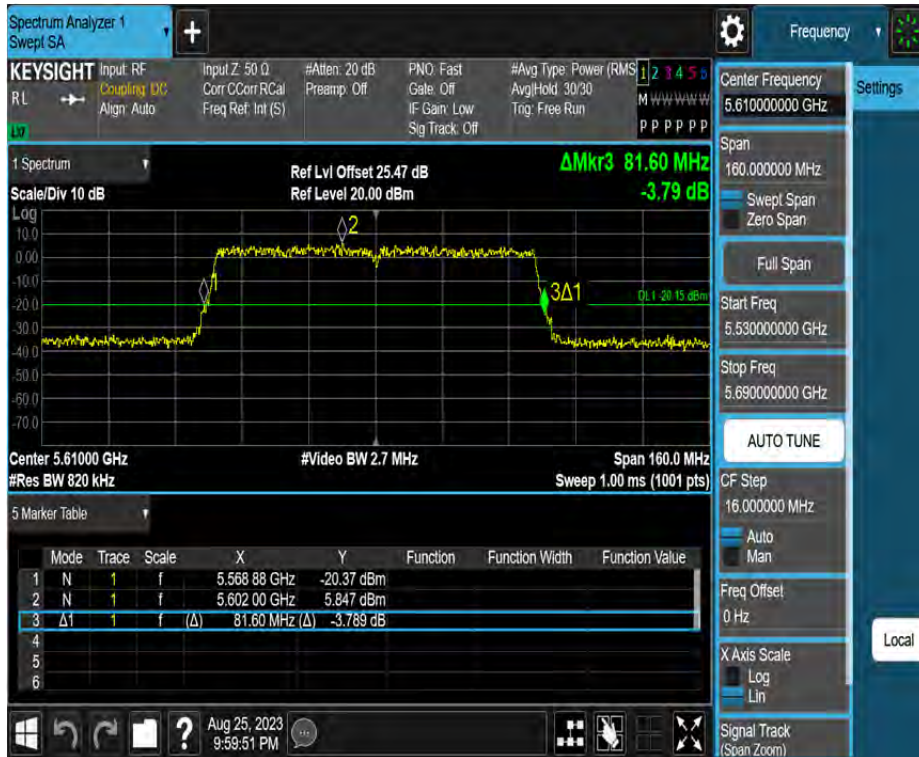 Spectrum Analyzer 1
Swept SA
+
Frequency
KEYSIGHT
RL
LXI
Input: RF
Coupling: DC
Align: Auto
Input Z: 50 Ω
Corr CCorr RCal
Freq Ref: Int (S)
#Atten: 20 dB
Preamp: Off
PNO: Fast
Gate: Off
IF Gain: Low
Sig Track: Off
#Avg Type: Power (RMS
Avg|Hold: 30/30
Trig: Free Run
1 2 3 4 5 6
M W W W W W
P P P P P P
Center Frequency
5.610000000 GHz
Settings
Span
160.000000 MHz
Swept Span
Zero Span
Full Span
Start Freq
5.530000000 GHz
Stop Freq
5.690000000 GHz
AUTO TUNE
CF Step
16.000000 MHz
Auto
Man
Freq Offset
0 Hz
X Axis Scale
Log
Lin
Signal Track
(Span Zoom)
Local
1 Spectrum
Scale/Div 10 dB
Ref Lvl Offset 25.47 dB
Ref Level 20.00 dBm
ΔMkr3 81.60 MHz
-3.79 dB
Log
10.0
0.00
-10.0
-20.0
-30.0
-40.0
-50.0
-60.0
-70.0
1
2
3Δ1
DL1 -20.15 dBm
Center 5.61000 GHz
#Video BW 2.7 MHz
Span 160.0 MHz
#Res BW 820 kHz
Sweep 1.00 ms (1001 pts)
5 Marker Table
Mode Trace Scale X Y Function Function Width Function Value
1 N 1 f 5.568 88 GHz -20.37 dBm
2 N 1 f 5.602 00 GHz 5.847 dBm
3 Δ1 1 f (Δ) 81.60 MHz (Δ) -3.789 dB
4
5
6
?
Aug 25, 2023
9:59:51 PM